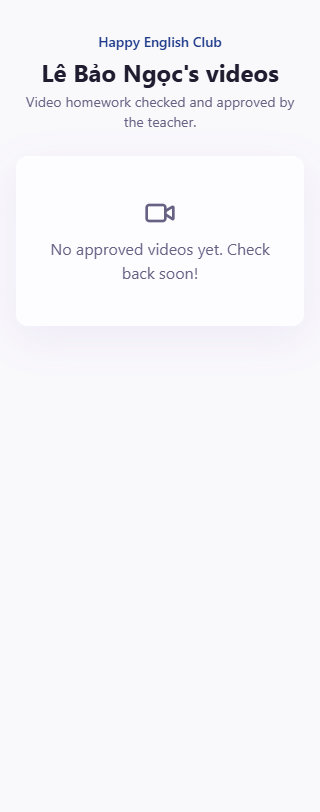 Happy English Club
Lê Bảo Ngọc's videos
Video homework checked and approved by
the teacher.
No approved videos yet. Check
back soon!